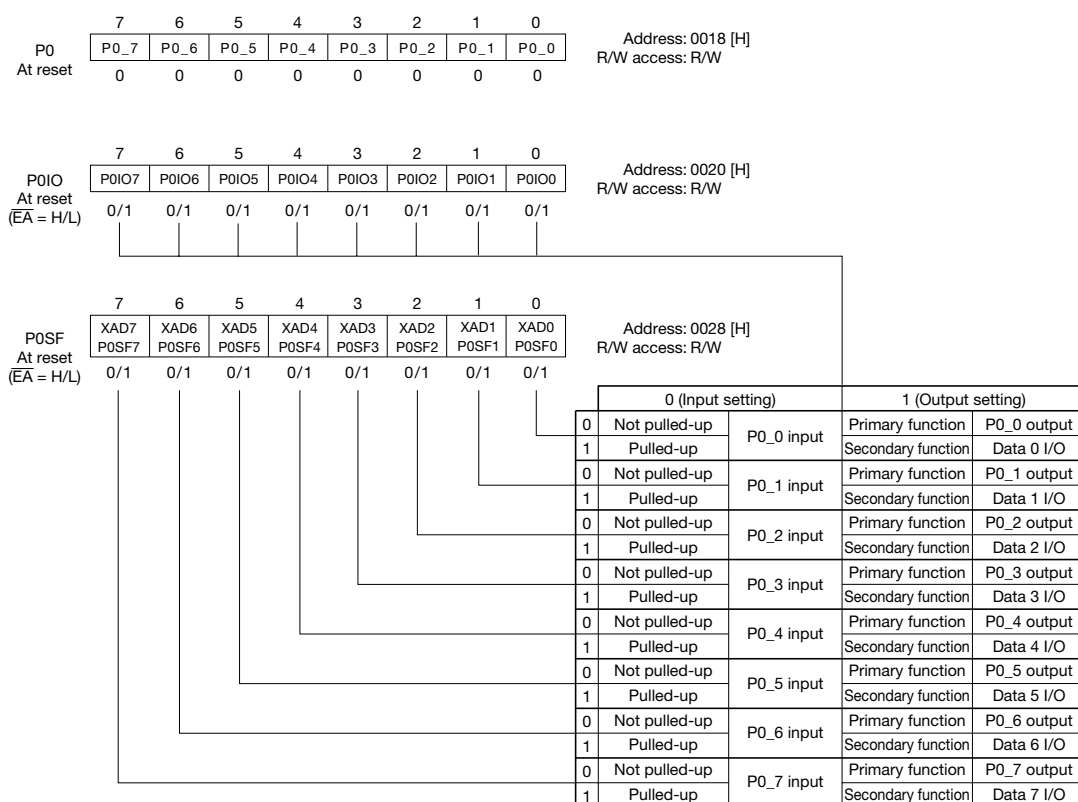 7 6 5 4 3 2 1 0
P0 P0_7 P0_6 P0_5 P0_4 P0_3 P0_2 P0_1 P0_0 Address: 0018 [H]
At reset 0 0 0 0 0 0 0 0 R/W access: R/W
7 6 5 4 3 2 1 0
P0IO P0IO7 P0IO6 P0IO5 P0IO4 P0IO3 P0IO2 P0IO1 P0IO0 Address: 0020 [H]
At reset R/W access: R/W
(EA = H/L) 0/1 0/1 0/1 0/1 0/1 0/1 0/1 0/1
7 6 5 4 3 2 1 0
P0SF XAD7 XAD6 XAD5 XAD4 XAD3 XAD2 XAD1 XAD0 Address: 0028 [H]
P0SF7 P0SF6 P0SF5 P0SF4 P0SF3 P0SF2 P0SF1 P0SF0 R/W access: R/W
At reset
(EA = H/L) 0/1 0/1 0/1 0/1 0/1 0/1 0/1 0/1
0 (Input setting) 1 (Output setting)
0 Not pulled-up P0_0 input Primary function P0_0 output
1 Pulled-up Secondary function Data 0 I/O
0 Not pulled-up P0_1 input Primary function P0_1 output
1 Pulled-up Secondary function Data 1 I/O
0 Not pulled-up P0_2 input Primary function P0_2 output
1 Pulled-up Secondary function Data 2 I/O
0 Not pulled-up P0_3 input Primary function P0_3 output
1 Pulled-up Secondary function Data 3 I/O
0 Not pulled-up P0_4 input Primary function P0_4 output
1 Pulled-up Secondary function Data 4 I/O
0 Not pulled-up P0_5 input Primary function P0_5 output
1 Pulled-up Secondary function Data 5 I/O
0 Not pulled-up P0_6 input Primary function P0_6 output
1 Pulled-up Secondary function Data 6 I/O
0 Not pulled-up P0_7 input Primary function P0_7 output
1 Pulled-up Secondary function Data 7 I/O